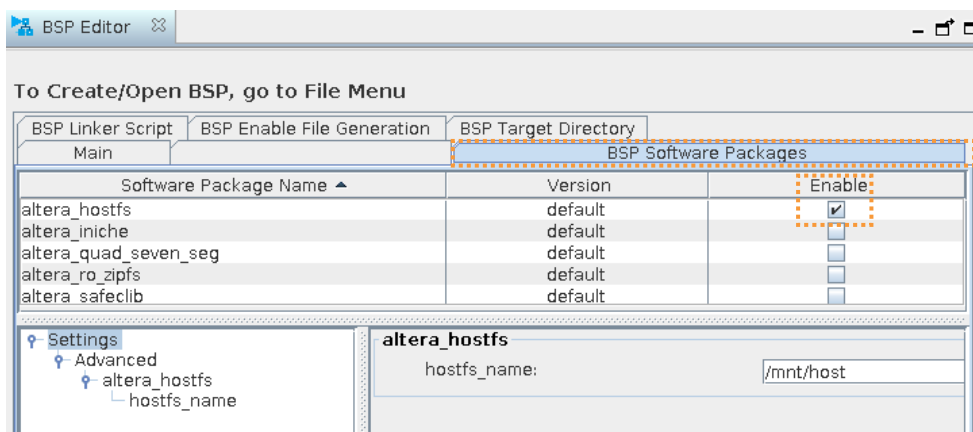 BSP Editor
To Create/Open BSP, go to File Menu
BSP Linker Script BSP Enable File Generation BSP Target Directory
Main BSP Software Packages
Software Package Name Version Enable
altera_hostfs default
altera_iniche default
altera_quad_seven_seg default
altera_ro_zipfs default
altera_safeclib default
Settings
Advanced
altera_hostfs
hostfs_name
altera_hostfs
hostfs_name: /mnt/host